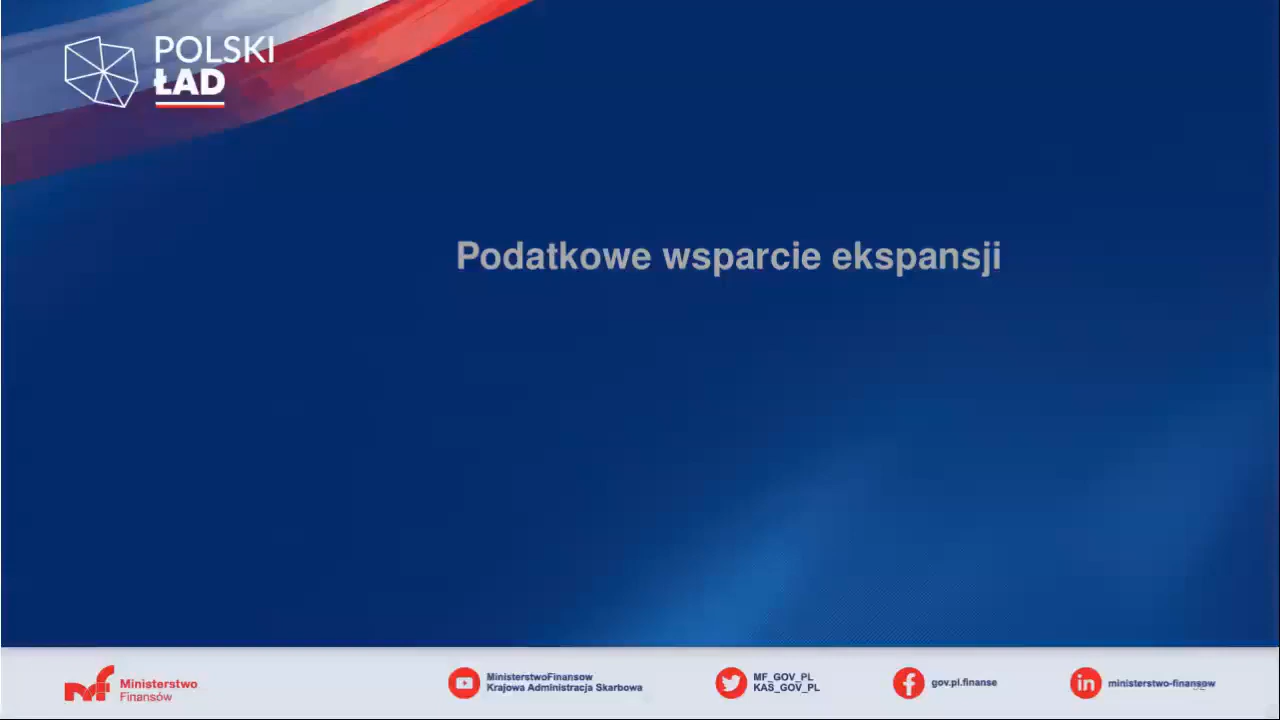 POLSKI
ŁAD
Podatkowe wsparcie ekspansji
Ministerstwo
Finansów
MinisterstwoFinansow
Krajowa Administracja Skarbowa
MF_GOV_PL
KAS_GOV_PL
gov.pl.finanse
ministerstwo-finansow